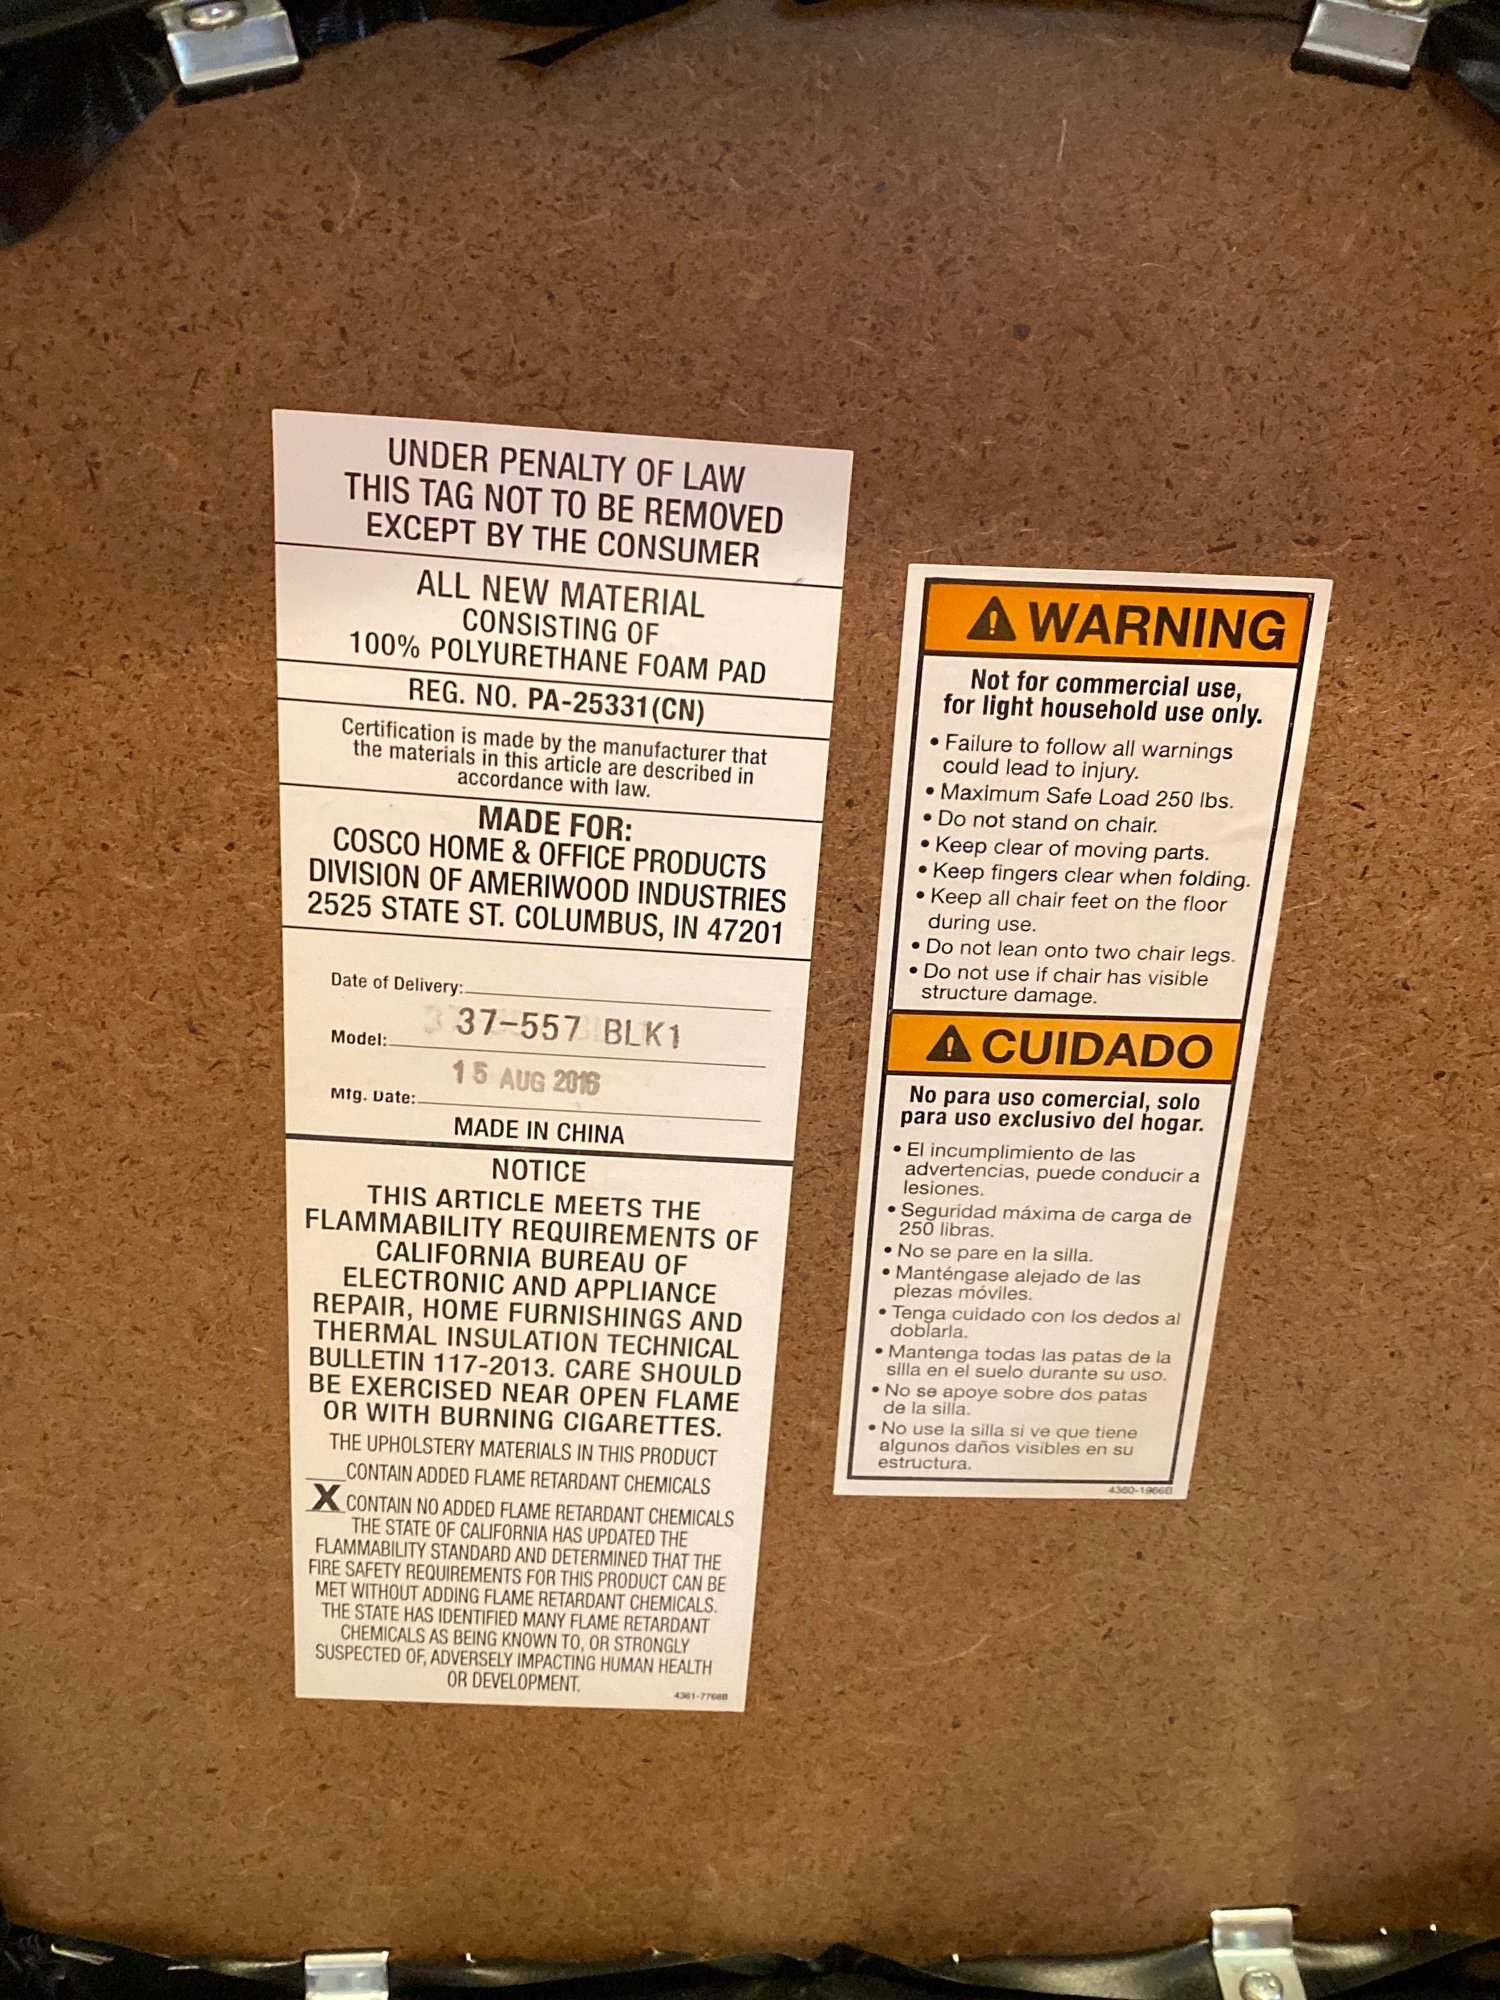 UNDER PENALTY OF LAW
THIS TAG NOT TO BE REMOVED
EXCEPT BY THE CONSUMER
ALL NEW MATERIAL
CONSISTING OF
100% POLYURETHANE FOAM PAD
REG. NO. PA-25331(CN)
Certification is made by the manufacturer that
the materials in this article are described in
accordance with law.
MADE FOR:
COSCO HOME & OFFICE PRODUCTS
DIVISION OF AMERIWOOD INDUSTRIES
2525 STATE ST. COLUMBUS, IN 47201
Date of Delivery:
Model: 37-557 BLK1
Mfg. Date: 15 AUG 2016
MADE IN CHINA
NOTICE
THIS ARTICLE MEETS THE
FLAMMABILITY REQUIREMENTS OF
CALIFORNIA BUREAU OF
ELECTRONIC AND APPLIANCE
REPAIR, HOME FURNISHINGS AND
THERMAL INSULATION TECHNICAL
BULLETIN 117-2013. CARE SHOULD
BE EXERCISED NEAR OPEN FLAME
OR WITH BURNING CIGARETTES.
THE UPHOLSTERY MATERIALS IN THIS PRODUCT
___CONTAIN ADDED FLAME RETARDANT CHEMICALS
X CONTAIN NO ADDED FLAME RETARDANT CHEMICALS
THE STATE OF CALIFORNIA HAS UPDATED THE
FLAMMABILITY STANDARD AND DETERMINED THAT THE
FIRE SAFETY REQUIREMENTS FOR THIS PRODUCT CAN BE
MET WITHOUT ADDING FLAME RETARDANT CHEMICALS.
THE STATE HAS IDENTIFIED MANY FLAME RETARDANT
CHEMICALS AS BEING KNOWN TO, OR STRONGLY
SUSPECTED OF, ADVERSELY IMPACTING HUMAN HEALTH
OR DEVELOPMENT.
4361-7768B
WARNING
Not for commercial use,
for light household use only.
• Failure to follow all warnings
could lead to injury.
• Maximum Safe Load 250 lbs.
• Do not stand on chair.
• Keep clear of moving parts.
• Keep fingers clear when folding.
• Keep all chair feet on the floor
during use.
• Do not lean onto two chair legs.
• Do not use if chair has visible
structure damage.
CUIDADO
No para uso comercial, solo
para uso exclusivo del hogar.
• El incumplimiento de las
advertencias, puede conducir a
lesiones.
• Seguridad máxima de carga de
250 libras.
• No se pare en la silla.
• Manténgase alejado de las
piezas móviles.
• Tenga cuidado con los dedos al
doblarla.
• Mantenga todas las patas de la
silla en el suelo durante su uso.
• No se apoye sobre dos patas
de la silla.
• No use la silla si ve que tiene
algunos daños visibles en su
estructura.
4360-1966B